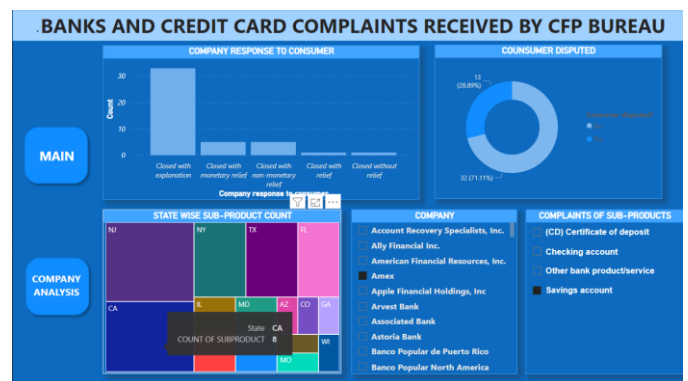 .BANKS AND CREDIT CARD COMPLAINTS RECEIVED BY CFP BUREAU
MAIN
COMPANY ANALYSIS
COMPANY RESPONSE TO CONSUMER
Count
30
20
10
0
Closed with explanation
Closed with monetary relief
Closed with non-monetary relief
Closed with relief
Closed without relief
Company response to consumer
COUNSUMER DISPUTED
13
(28.89%)
32 (71.11%)
STATE WISE SUB-PRODUCT COUNT
NJ
NY
TX
FL
CA
IL
MD
AZ
CO
GA
WI
MO
State CA
COUNT OF SUBPRODUCT 8
COMPANY
Account Recovery Specialists, Inc.
Ally Financial Inc.
American Financial Resources, Inc.
Amex
Apple Financial Holdings, Inc
Arvest Bank
Associated Bank
Astoria Bank
Banco Popular de Puerto Rico
Banco Popular North America
COMPLAINTS OF SUB-PRODUCTS
(CD) Certificate of deposit
Checking account
Other bank product/service
Savings account